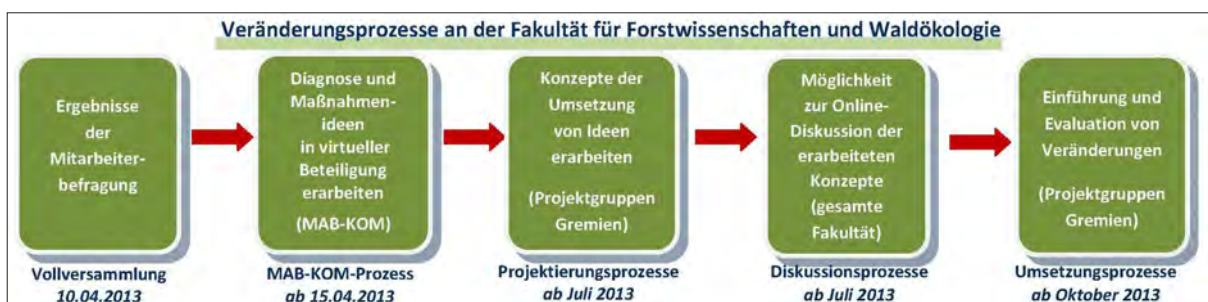 Veränderungsprozesse an der Fakultät für Forstwissenschaften und Waldökologie
Ergebnisse
der
Mitarbeiter-
befragung
Vollversammlung
10.04.2013
Diagnose und
Maßnahmen-
ideen
in virtueller
Beteiligung
erarbeiten
(MAB-KOM)
MAB-KOM-Prozess
ab 15.04.2013
Konzepte der
Umsetzung
von Ideen
erarbeiten
(Projektgruppen
Gremien)
Projektierungsprozesse
ab Juli 2013
Möglichkeit
zur Online-
Diskussion der
erarbeiteten
Konzepte
(gesamte
Fakultät)
Diskussionsprozesse
ab Juli 2013
Einführung und
Evaluation von
Veränderungen
(Projektgruppen
Gremien)
Umsetzungsprozesse
ab Oktober 2013